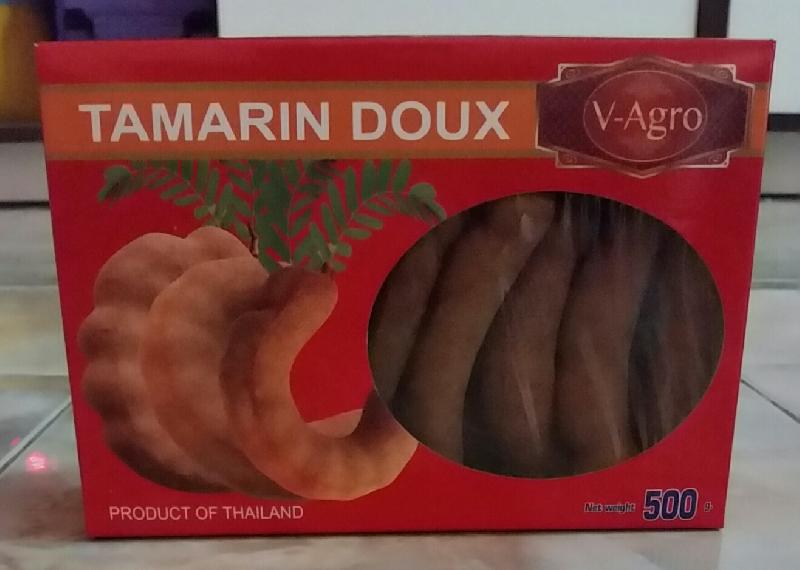 TAMARIN DOUX
V-Agro
PRODUCT OF THAILAND
Net weight 500 g.